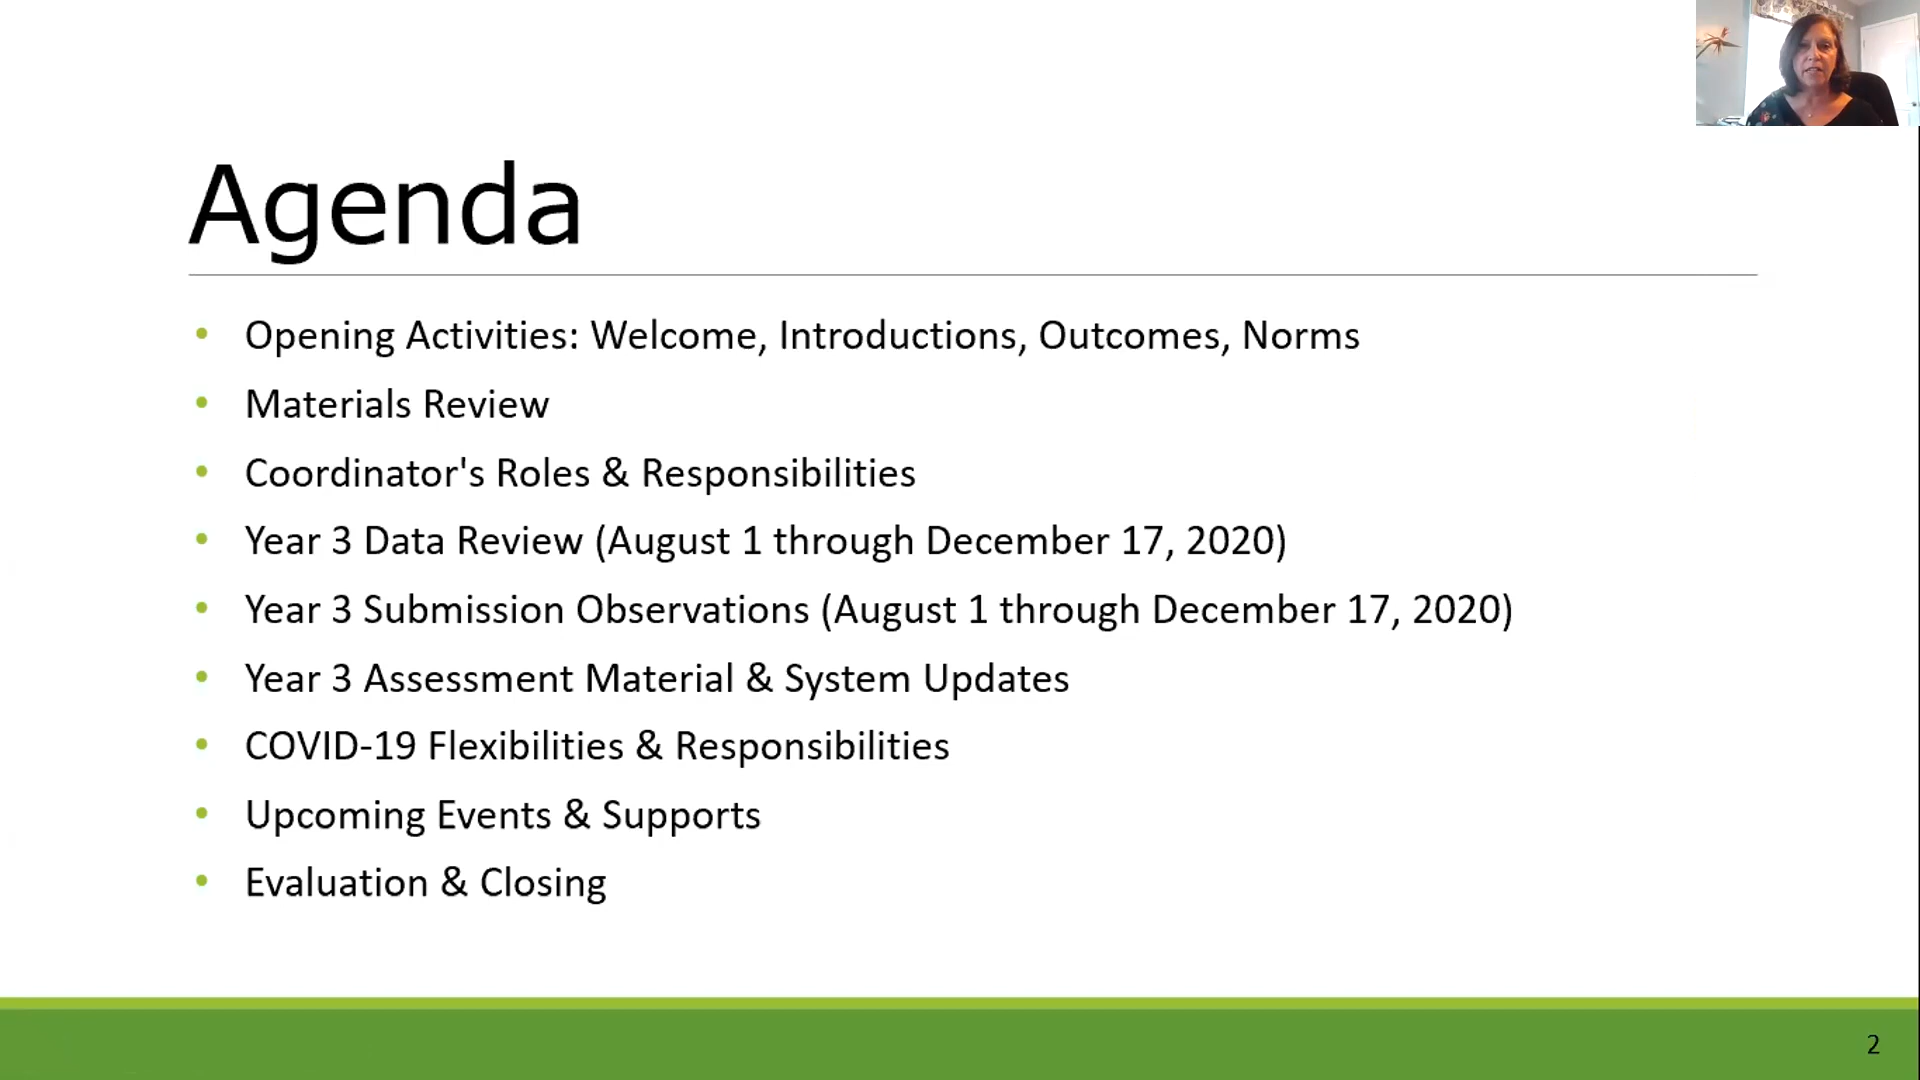 Agenda
• Opening Activities: Welcome, Introductions, Outcomes, Norms
• Materials Review
• Coordinator's Roles & Responsibilities
• Year 3 Data Review (August 1 through December 17, 2020)
• Year 3 Submission Observations (August 1 through December 17, 2020)
• Year 3 Assessment Material & System Updates
• COVID-19 Flexibilities & Responsibilities
• Upcoming Events & Supports
• Evaluation & Closing
2